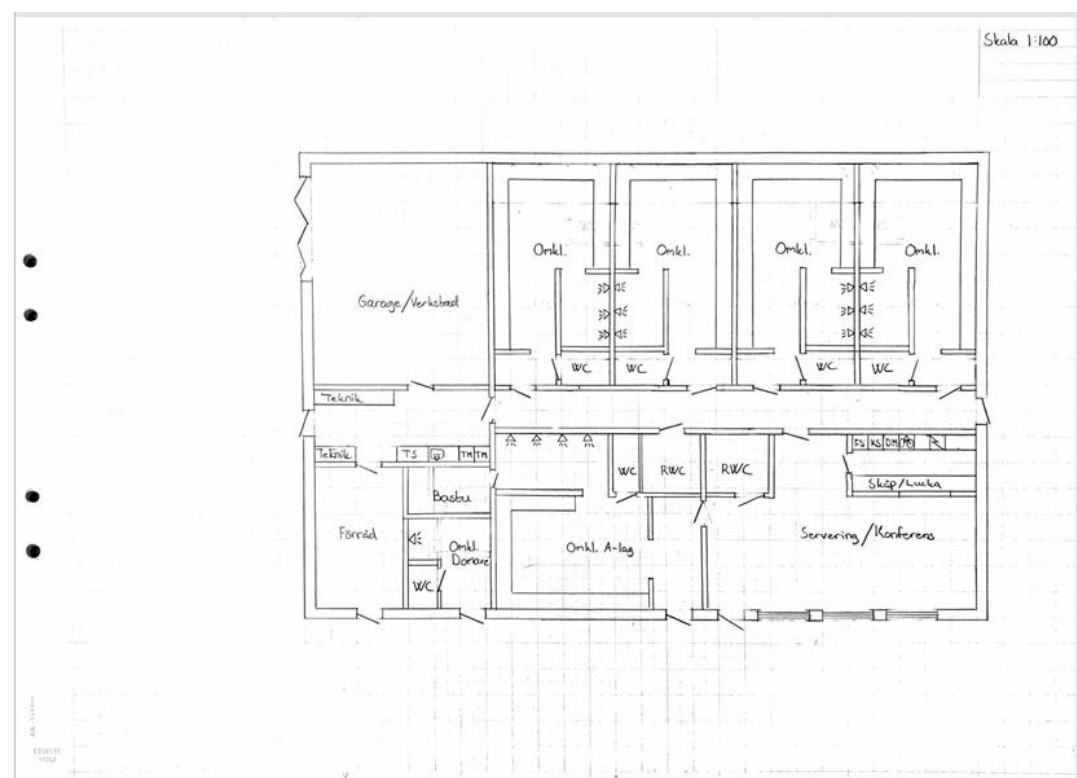 Skala 1:100
Omkl.
Omkl.
Omkl.
Omkl.
Garage/Verkstad
WC
WC
WC
WC
Teknik
Teknik
TS
TM
TM
FS
KS
DM
WC
RWC
RWC
Skåp/Lucka
Bastu
Förråd
Omkl.
Domare
Omkl. A-lag
Servering/Konferens
WC
ESSELTE